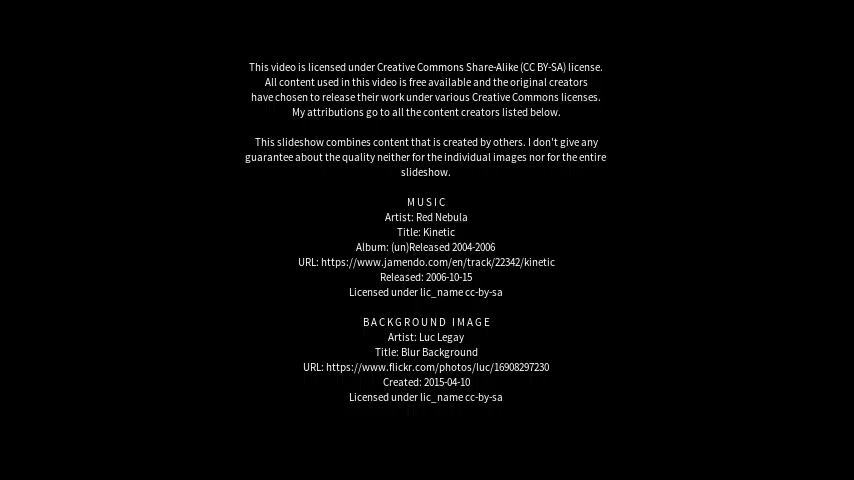 This video is licensed under Creative Commons Share-Alike (CC BY-SA) license.
All content used in this video is free available and the original creators
have chosen to release their work under various Creative Commons licenses.
My attributions go to all the content creators listed below.
This slideshow combines content that is created by others. I don't give any
guarantee about the quality neither for the individual images nor for the entire
slideshow.
MUSIC
Artist: Red Nebula
Title: Kinetic
Album: (un)Released 2004-2006
URL: https://www.jamendo.com/en/track/22342/kinetic
Released: 2006-10-15
Licensed under lic_name cc-by-sa
BACKGROUND IMAGE
Artist: Luc Legay
Title: Blur Background
URL: https://www.flickr.com/photos/luc/16908297230
Created: 2015-04-10
Licensed under lic_name cc-by-sa